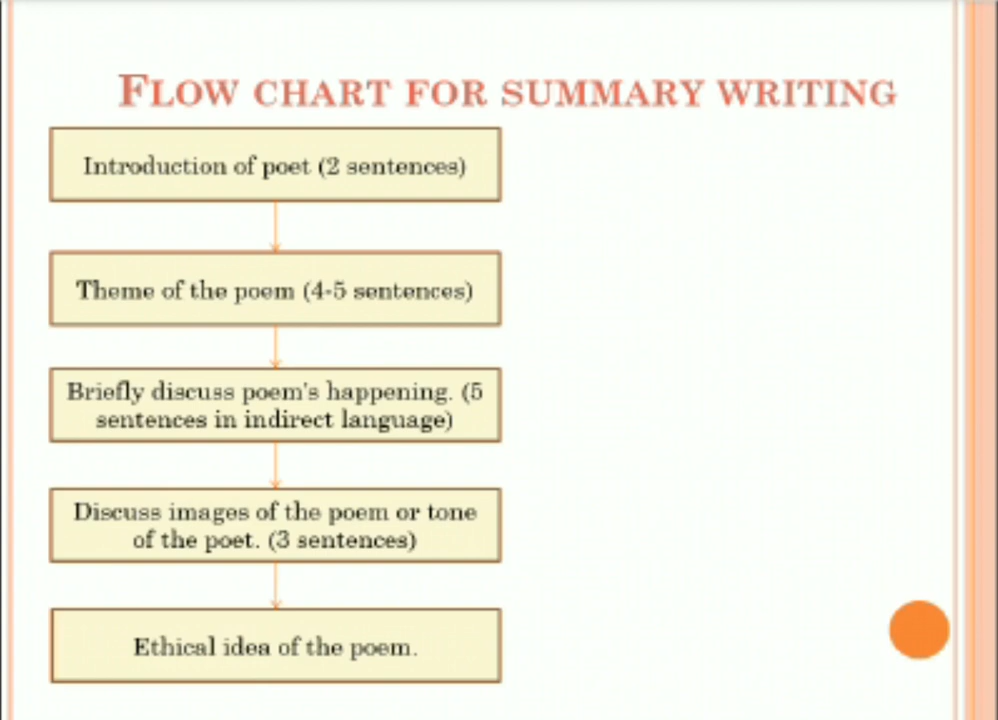 FLOW CHART FOR SUMMARY WRITING
Introduction of poet (2 sentences)
Theme of the poem (4-5 sentences)
Briefly discuss poem's happening. (5
sentences in indirect language)
Discuss images of the poem or tone
of the poet. (3 sentences)
Ethical idea of the poem.